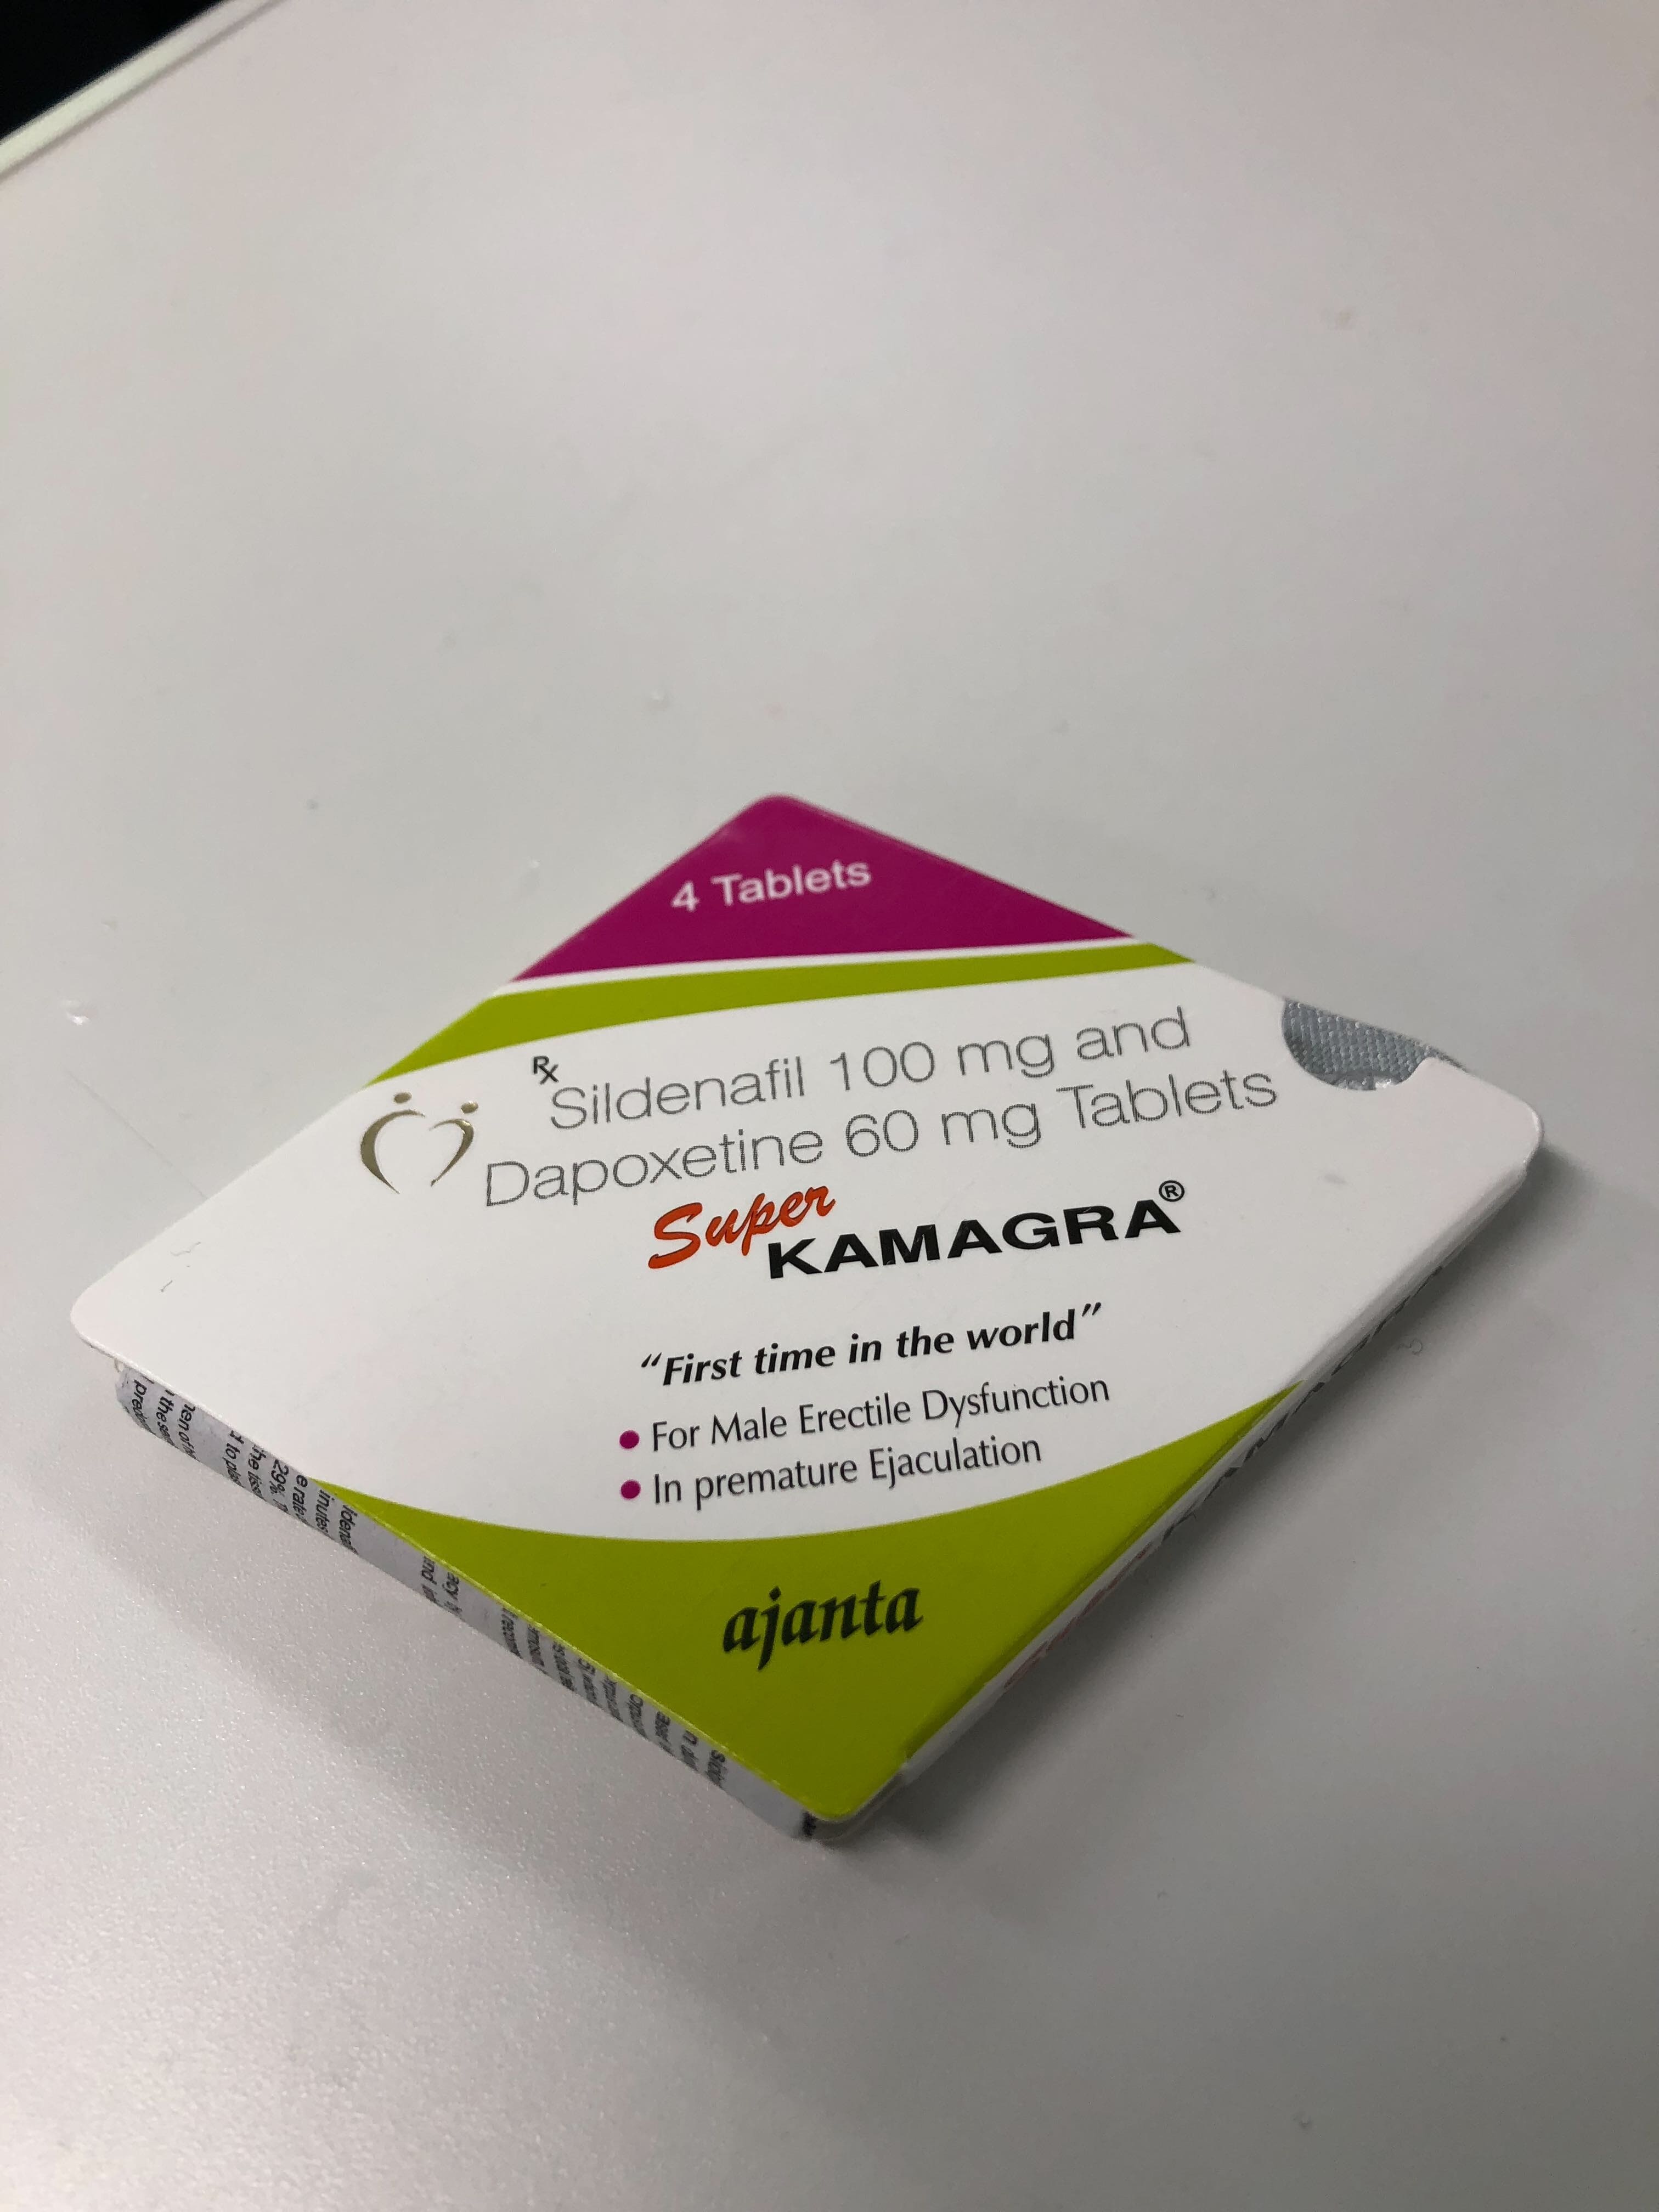 4 Tablets
Rx
Sildenafil 100 mg and
Dapoxetine 60 mg Tablets
Super
KAMAGRA®
“First time in the world”
• For Male Erectile Dysfunction
• In premature Ejaculation
ajanta